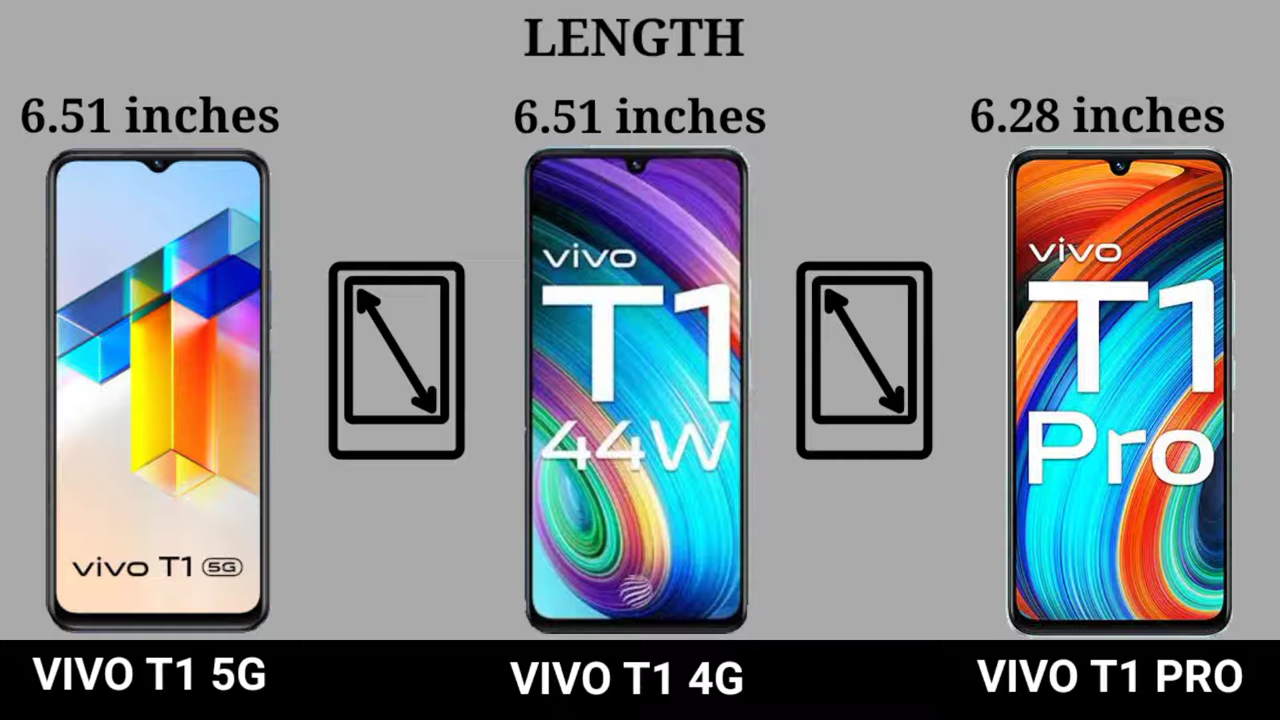 LENGTH
6.51 inches
6.51 inches
6.28 inches
vivo T1 5G
vivo
T1
44W
vivo
T1
Pro
VIVO T1 5G
VIVO T1 4G
VIVO T1 PRO